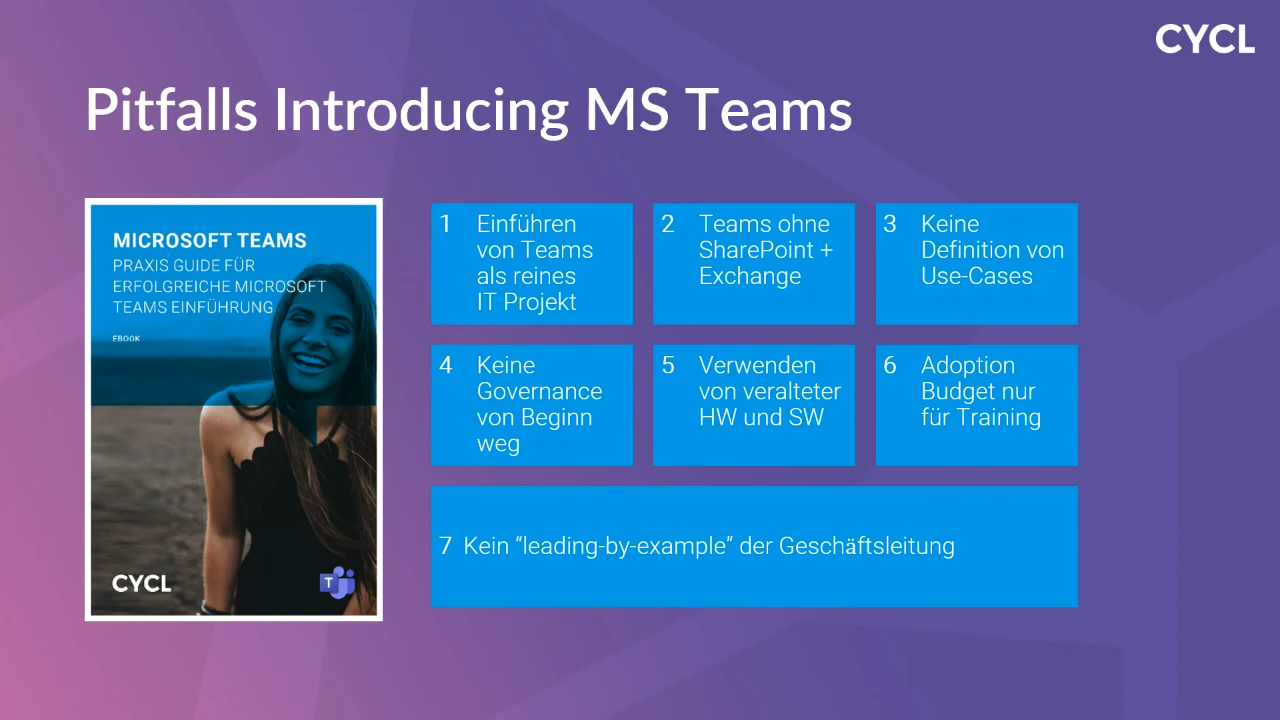 CYCL
Pitfalls Introducing MS Teams
MICROSOFT TEAMS
PRAXIS GUIDE FÜR
ERFOLGREICHE MICROSOFT
TEAMS EINFÜHRUNG
EBOOK
CYCL
T
1 Einführen
von Teams
als reines
IT Projekt
2 Teams ohne
SharePoint +
Exchange
3 Keine
Definition von
Use-Cases
4 Keine
Governance
von Beginn
weg
5 Verwenden
von veralteter
HW und SW
6 Adoption
Budget nur
für Training
7 Kein “leading-by-example” der Geschäftsleitung